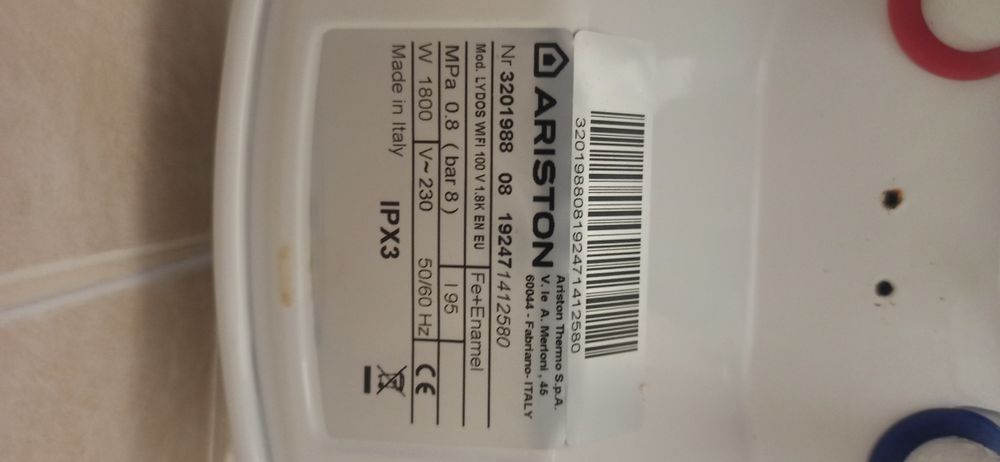 320198808192471412580
ARISTON
Ariston Thermo S.p.A.
V. le A. Merloni , 45
60044 - Fabriano- ITALY
Nr 3201988 08 192471412580
Mod. LYDOS WIFI 100 V 1.8K EN EU Fe+Enamel
MPa 0.8 ( bar 8 ) l 95
W 1800 V~ 230 50/60 Hz CE
Made in Italy IPX3